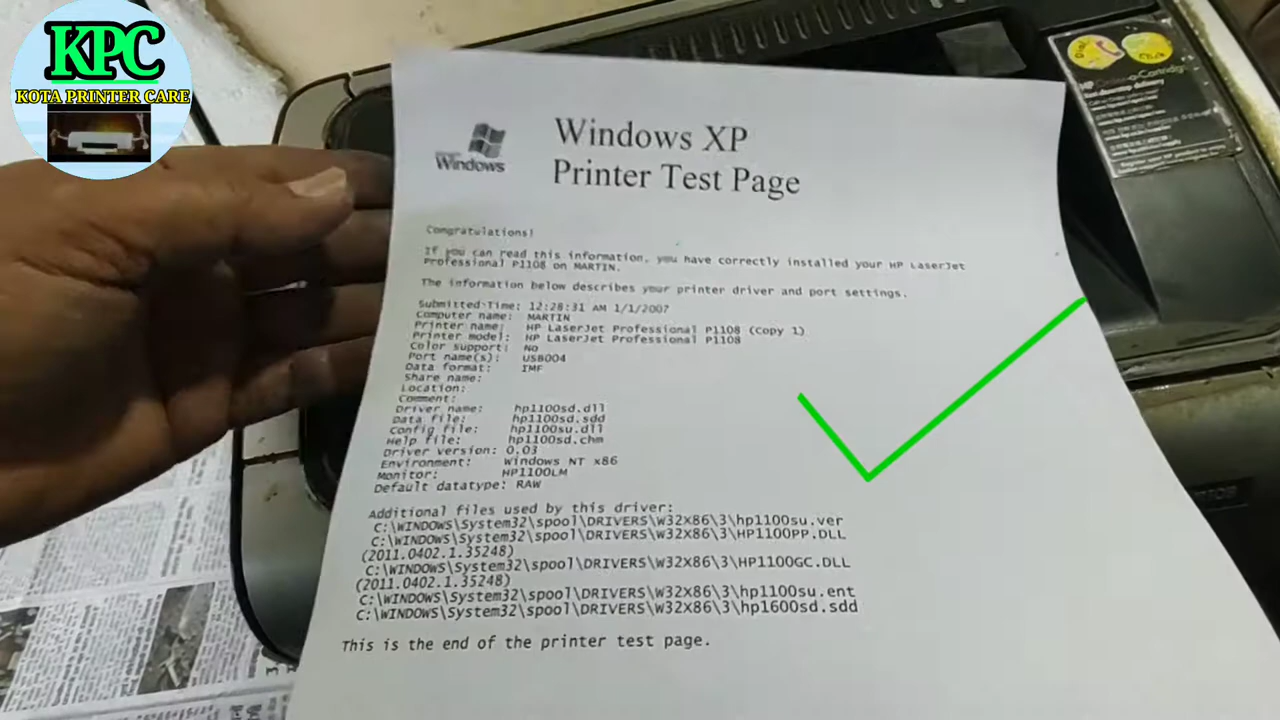 KPC
KOTA PRINTER CARE
Windows
Windows XP
Printer Test Page
Congratulations!
If you can read this information, you have correctly installed your HP LaserJet
Professional P1108 on MARTIN.
The information below describes your printer driver and port settings.
Submitted Time: 12:28:31 AM 1/1/2007
Computer name: MARTIN
Printer name: HP LaserJet Professional P1108 (Copy 1)
Printer model: HP LaserJet Professional P1108
Color support: No
Port name(s): USB004
Data format: IMF
Share name:
Location:
Comment:
Driver name: hp1100sd.dll
Data file: hp1100sd.sdd
Config file: hp1100su.dll
Help file: hp1100sd.chm
Driver version: 0.03
Environment: Windows NT x86
Monitor: HP1100LM
Default datatype: RAW
Additional files used by this driver:
C:\WINDOWS\System32\spool\DRIVERS\W32X86\3\hp1100su.ver
C:\WINDOWS\System32\spool\DRIVERS\W32X86\3\HP1100PP.DLL
(2011.0402.1.35248)
C:\WINDOWS\System32\spool\DRIVERS\W32X86\3\HP1100GC.DLL
(2011.0402.1.35248)
C:\WINDOWS\System32\spool\DRIVERS\W32X86\3\hp1100su.ent
C:\WINDOWS\System32\spool\DRIVERS\W32X86\3\hp1600sd.sdd
This is the end of the printer test page.